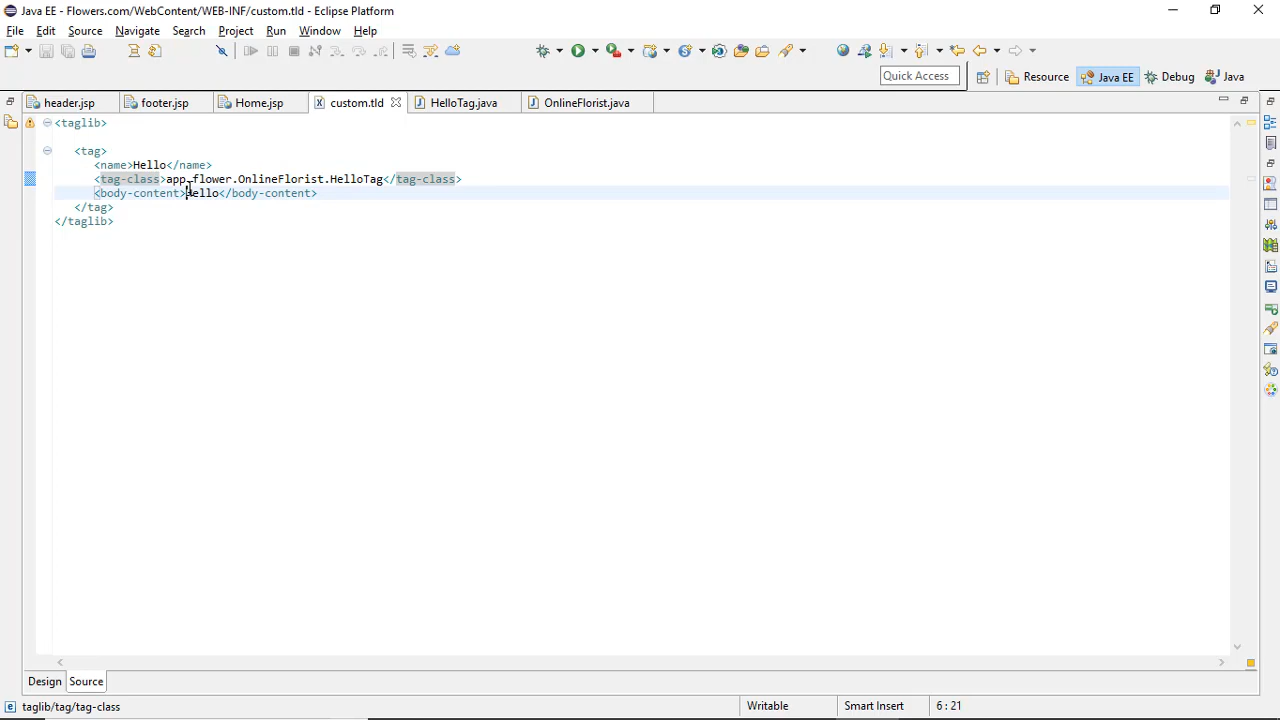 Java EE - Flowers.com/WebContent/WEB-INF/custom.tld - Eclipse Platform
File Edit Source Navigate Search Project Run Window Help
Quick Access Resource Java EE Debug Java
header.jsp footer.jsp Home.jsp custom.tld HelloTag.java OnlineFlorist.java
<taglib>
<tag>
<name>Hello</name>
<tag-class>app.flower.OnlineFlorist.HelloTag</tag-class>
<body-content>Hello</body-content>
</tag>
</taglib>
Design Source
taglib/tag/tag-class Writable Smart Insert 6 : 21